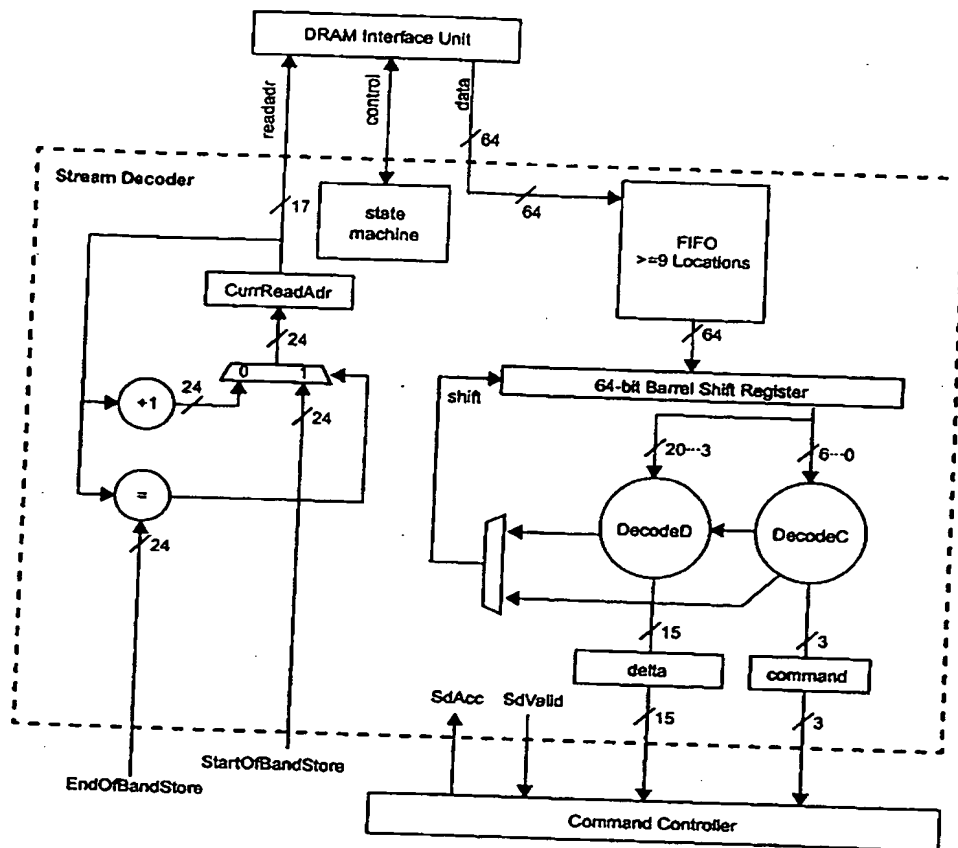 DRAM Interface Unit
readadr
control
data
64
Stream Decoder
17
state
machine
64
FIFO
>=9 Locations
CurrReadAdr
24
64
0 1
64-bit Barrel Shift Register
shift
+1
24
24
20---3
6---0
=
DecodeD
DecodeC
24
15
3
delta
command
SdAcc
SdValid
15
3
StartOfBandStore
EndOfBandStore
Command Controller